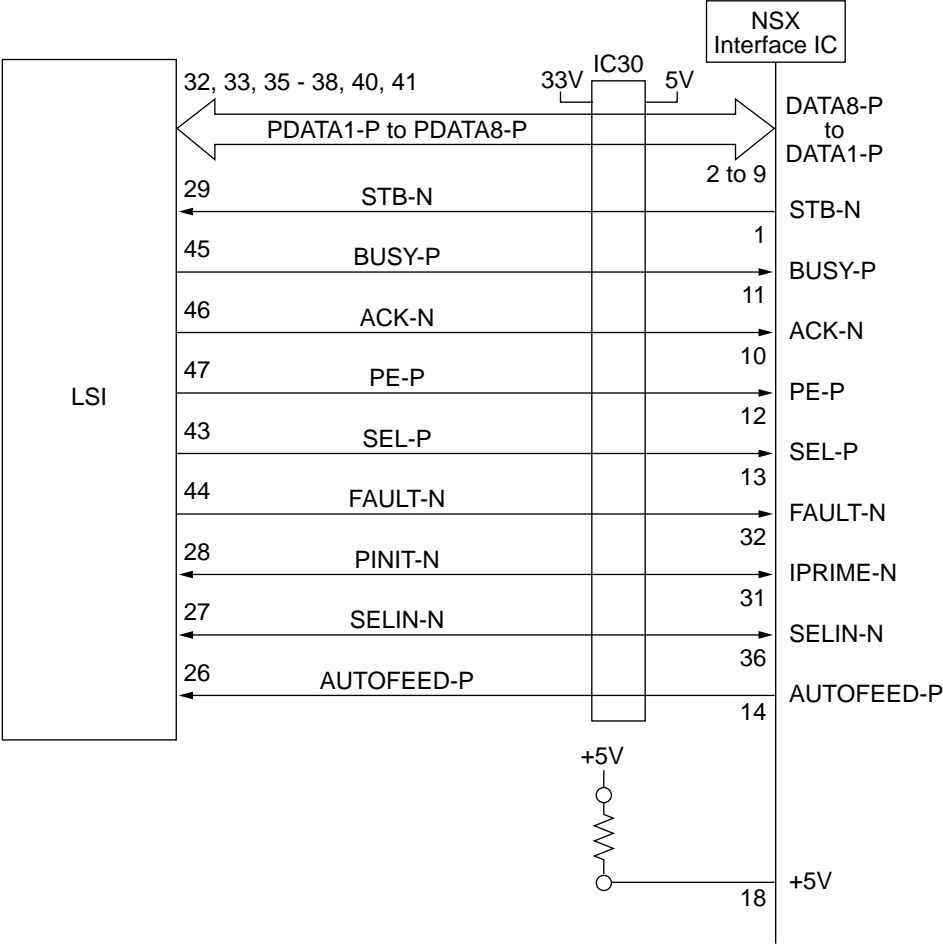 NSX
Interface IC
IC30
33V
5V
32, 33, 35 - 38, 40, 41
PDATA1-P to PDATA8-P
DATA8-P
to
DATA1-P
2 to 9
29
STB-N
STB-N
1
45
BUSY-P
BUSY-P
11
46
ACK-N
ACK-N
10
47
PE-P
PE-P
12
LSI
43
SEL-P
SEL-P
13
44
FAULT-N
FAULT-N
32
28
PINIT-N
IPRIME-N
31
27
SELIN-N
SELIN-N
36
26
AUTOFEED-P
AUTOFEED-P
14
+5V
+5V
18